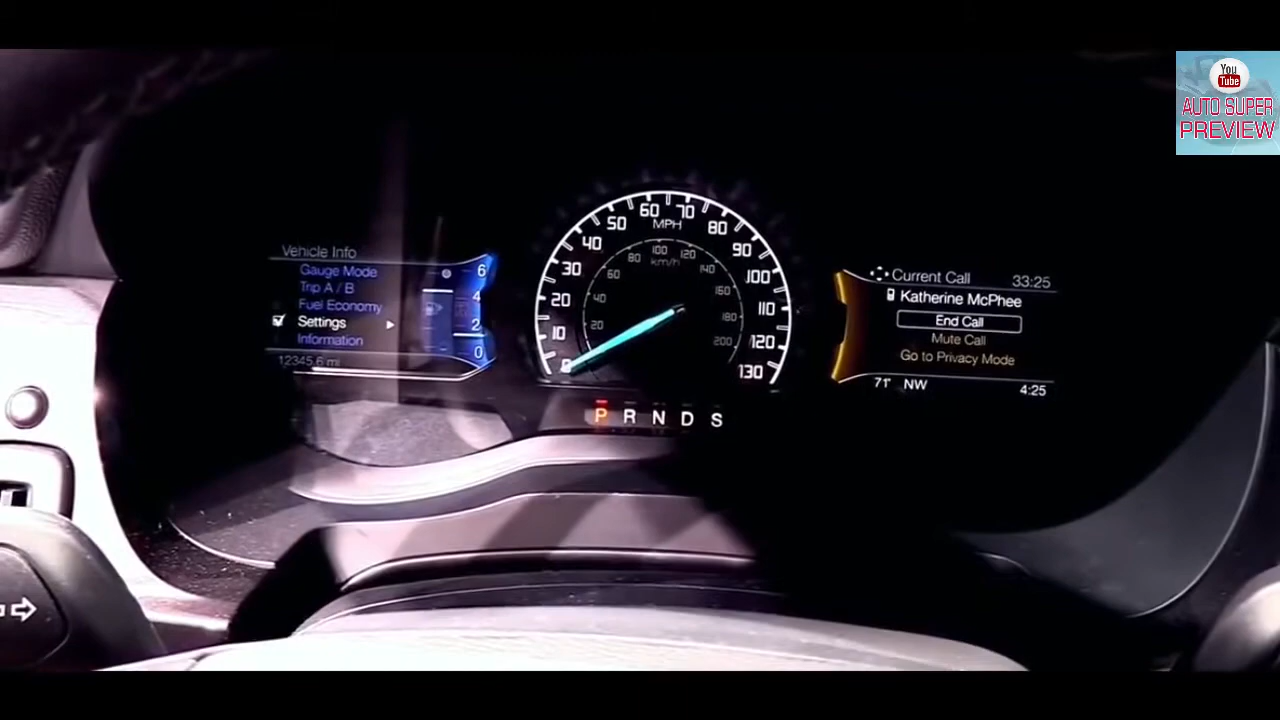 You
Tube
AUTO SUPER
PREVIEW
Vehicle Info
Gauge Mode
Trip A / B
Fuel Economy
Settings
Information
12345.6 mi
6
4
2
0
MPH
km/h
0 10 20 30 40 50 60 70 80 90 100 110 120 130
20 40 60 80 100 120 140 160 180 200
P R N D S
Current Call 33:25
Katherine McPhee
End Call
Mute Call
Go to Privacy Mode
71° NW 4:25